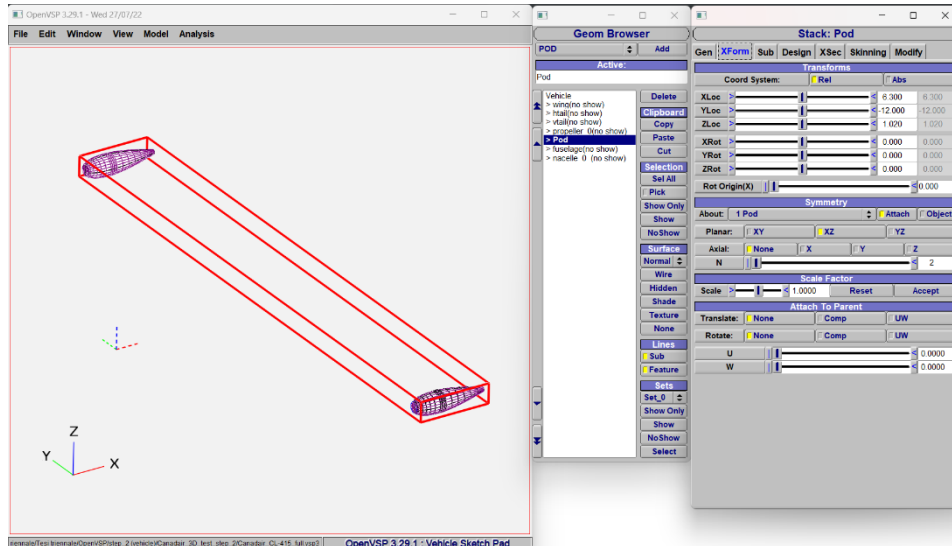 OpenVSP 3.29.1 - Wed 27/07/22
File Edit Window View Model Analysis
Z
Y
X
OpenVSP 3.29.1 : Vehicle Sketch Pad
Geom Browser
POD Add
Active:
Pod
Vehicle
> wing(no show)
> htail(no show)
> vtail(no show)
> propeller_0(no show)
> Pod
> fuselage(no show)
> nacelle_0 (no show)
Delete
Clipboard
Copy
Paste
Cut
Selection
Sel All
Pick
Show Only
Show
NoShow
Surface
Normal
Wire
Hidden
Shade
Texture
None
Lines
Sub
Feature
Sets
Set_0
Show Only
Show
NoShow
Select
Stack: Pod
Gen XForm Sub Design XSec Skinning Modify
Transforms
Coord System: Rel Abs
XLoc > < 6.300 6.300
YLoc > < -12.000 -12.000
ZLoc > < 1.020 1.020
XRot > < 0.000 0.000
YRot > < 0.000 0.000
ZRot > < 0.000 0.000
Rot Origin(X) < 0.000
Symmetry
About: 1 Pod Attach Object
Planar: XY XZ YZ
Axial: None X Y Z
N < 2
Scale Factor
Scale > < 1.0000 Reset Accept
Attach To Parent
Translate: None Comp UW
Rotate: None Comp UW
U < 0.0000
W < 0.0000